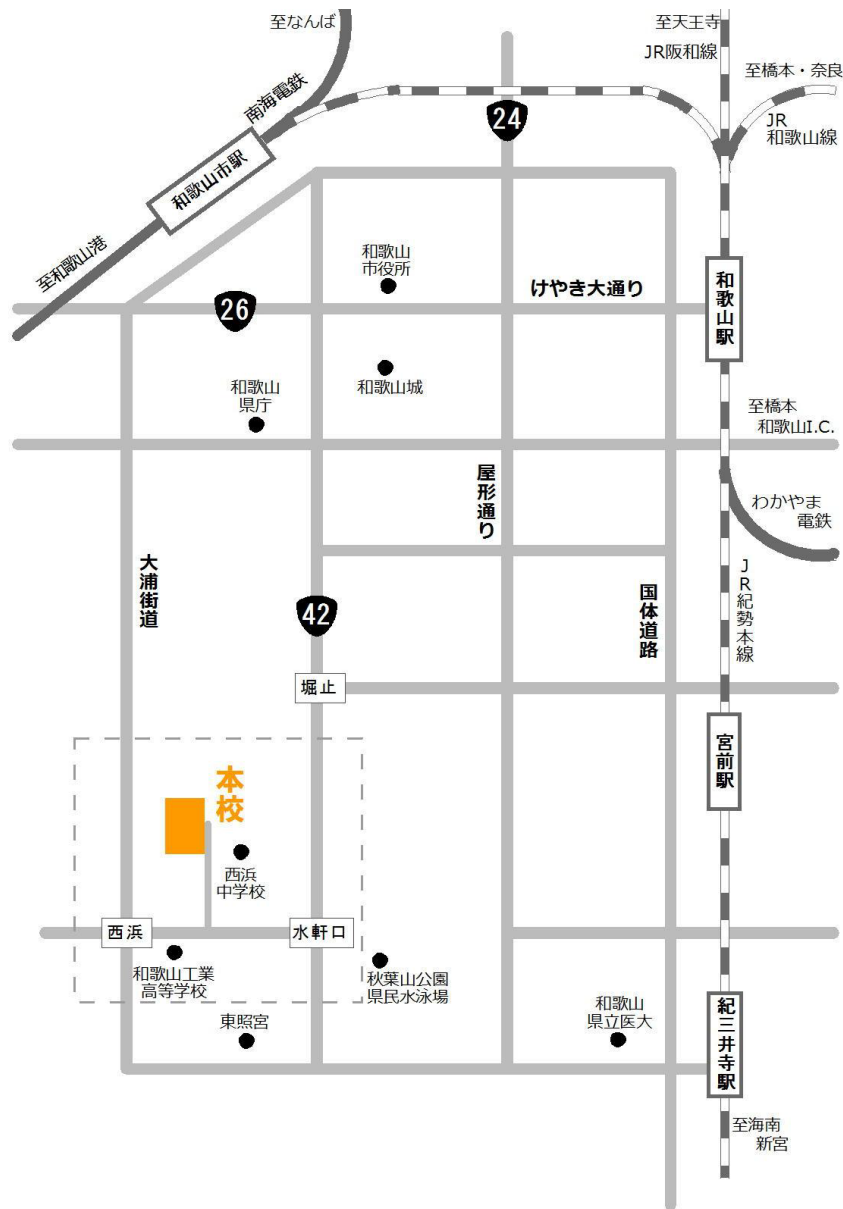 至なんば
至天王寺
JR阪和線
至橋本・奈良
南海電鉄
24
JR
和歌山線
和歌山市駅
至和歌山港
和歌山
市役所
けやき大通り
26
和歌山駅
和歌山
県庁
和歌山城
至橋本
和歌山I.C.
屋形通り
わかやま
電鉄
大浦街道
42
国体道路
JR紀勢本線
堀止
宮前駅
本校
西浜
中学校
西浜
水軒口
和歌山工業
高等学校
秋葉山公園
県民水泳場
和歌山
県立医大
紀三井寺駅
東照宮
至海南
新宮